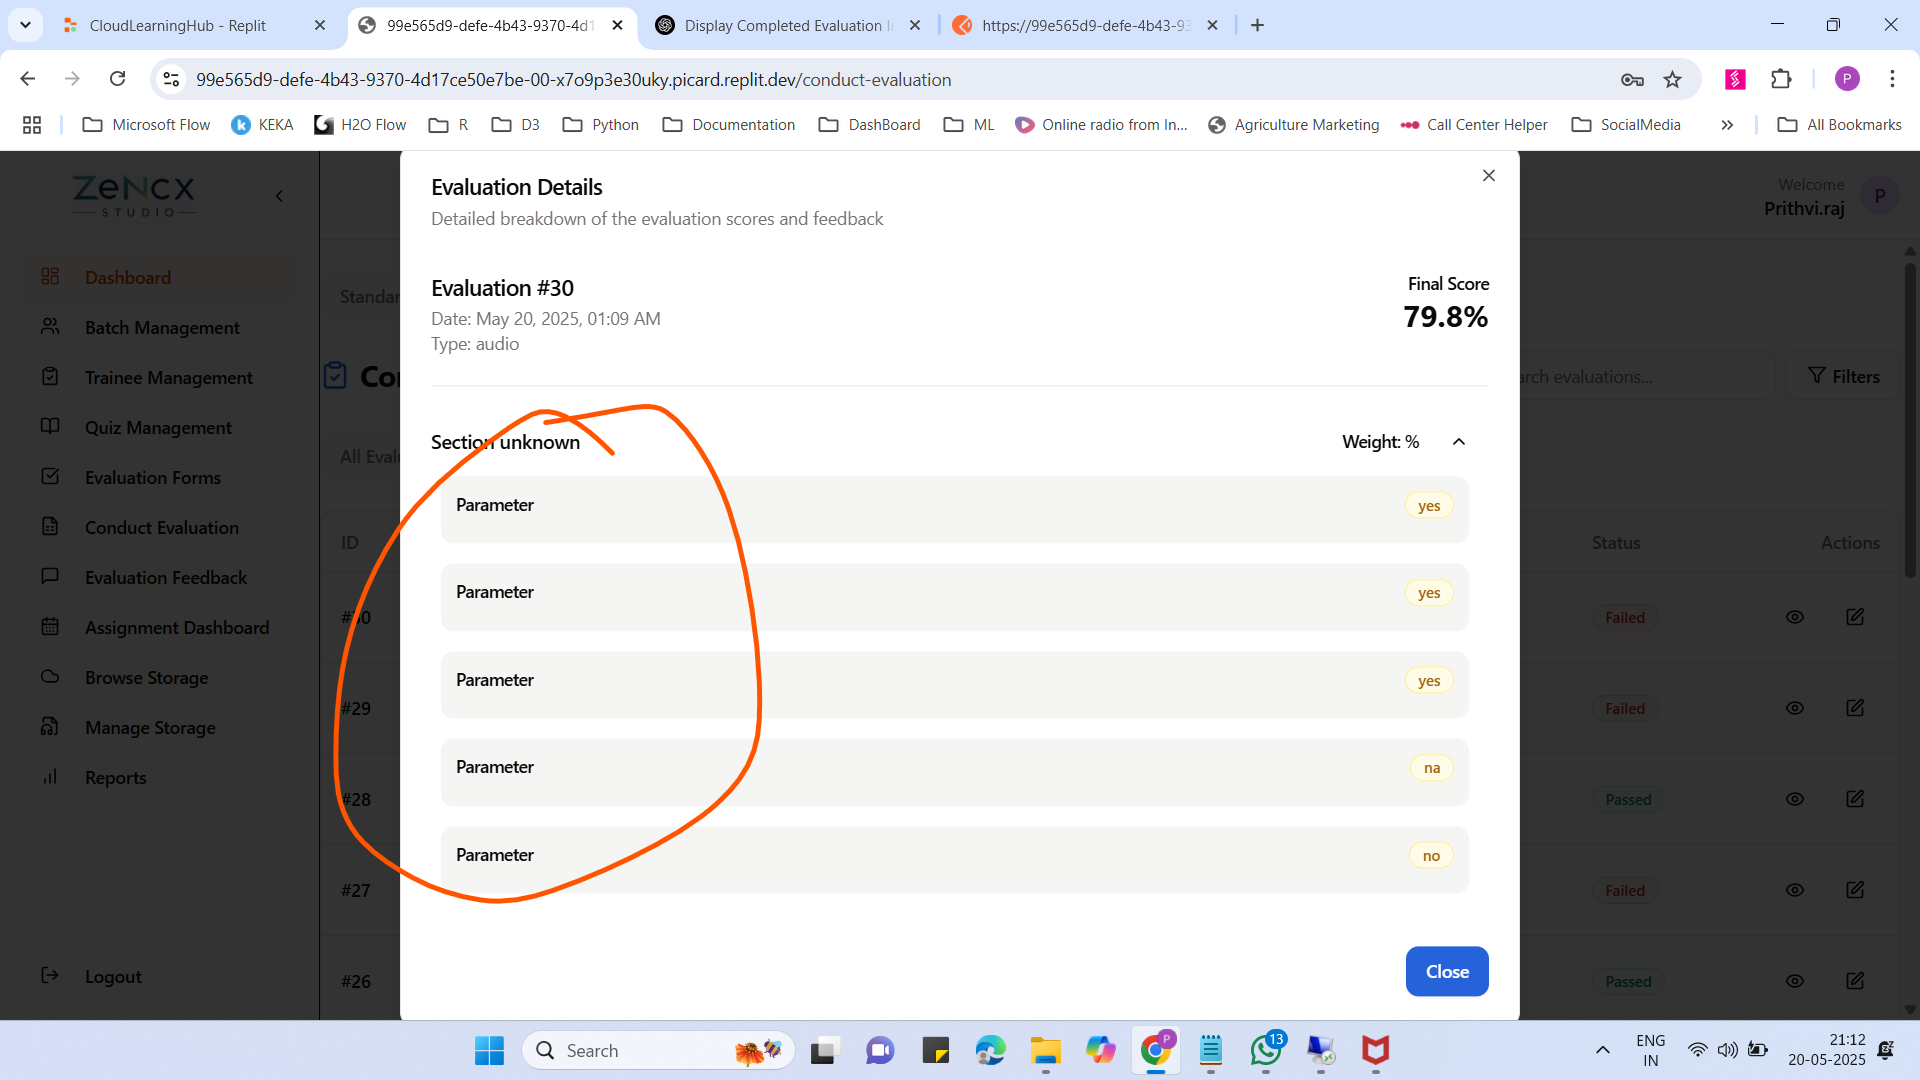 CloudLearningHub - Replit
99e565d9-defe-4b43-9370-4d1
Display Completed Evaluation I
https://99e565d9-defe-4b43-93
99e565d9-defe-4b43-9370-4d17ce50e7be-00-x7o9p3e30uky.picard.replit.dev/conduct-evaluation
P
Microsoft Flow
KEKA
H2O Flow
R
D3
Python
Documentation
DashBoard
ML
Online radio from In...
Agriculture Marketing
Call Center Helper
SocialMedia
All Bookmarks
ZeNCX
STUDIO
Dashboard
Batch Management
Trainee Management
Quiz Management
Evaluation Forms
Conduct Evaluation
Evaluation Feedback
Assignment Dashboard
Browse Storage
Manage Storage
Reports
Logout
Welcome
Prithvi.raj
P
Standar
Con
arch evaluations...
Filters
All Eval
ID
Status
Actions
#30
Failed
#29
Failed
#28
Passed
#27
Failed
#26
Passed
Evaluation Details
Detailed breakdown of the evaluation scores and feedback
Evaluation #30
Date: May 20, 2025, 01:09 AM
Type: audio
Final Score
79.8%
Section unknown
Weight: %
Parameter
yes
Parameter
yes
Parameter
yes
Parameter
na
Parameter
no
Close
Search
P
13
ENG
IN
21:12
20-05-2025